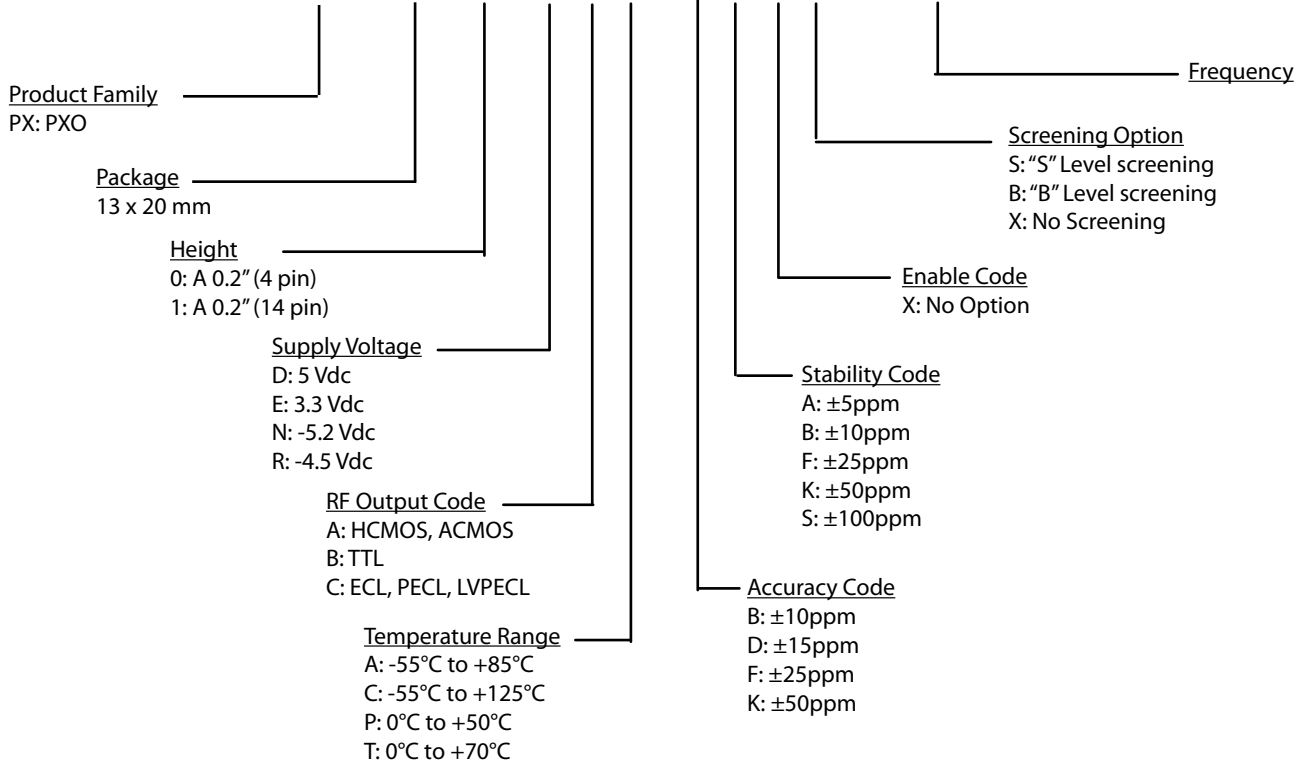 Product Family
PX: PXO
Package
13 x 20 mm
Height
0: A 0.2” (4 pin)
1: A 0.2” (14 pin)
Supply Voltage
D: 5 Vdc
E: 3.3 Vdc
N: -5.2 Vdc
R: -4.5 Vdc
RF Output Code
A: HCMOS, ACMOS
B: TTL
C: ECL, PECL, LVPECL
Temperature Range
A: -55°C to +85°C
C: -55°C to +125°C
P: 0°C to +50°C
T: 0°C to +70°C
Frequency
Screening Option
S: “S” Level screening
B: “B” Level screening
X: No Screening
Enable Code
X: No Option
Stability Code
A: ±5ppm
B: ±10ppm
F: ±25ppm
K: ±50ppm
S: ±100ppm
Accuracy Code
B: ±10ppm
D: ±15ppm
F: ±25ppm
K: ±50ppm